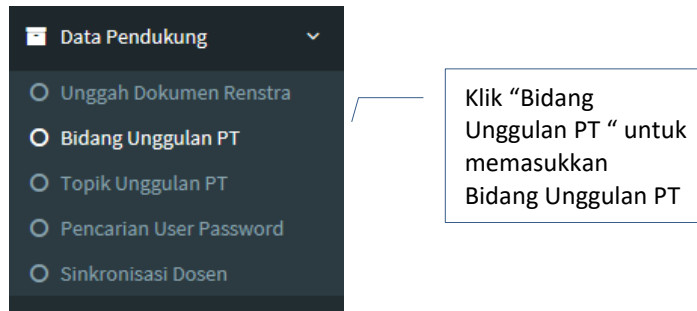 Data Pendukung
Unggah Dokumen Renstra
Bidang Unggulan PT
Topik Unggulan PT
Pencarian User Password
Sinkronisasi Dosen
Klik “Bidang
Unggulan PT “ untuk
memasukkan
Bidang Unggulan PT